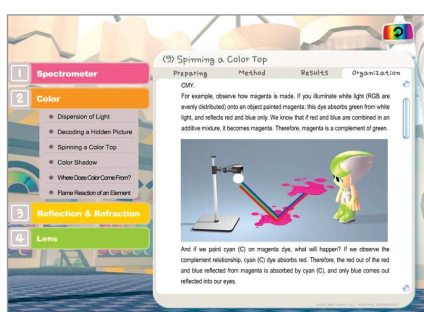 (9) Spinning a Color Top
Preparing Method Results Organization
1 Spectrometer
2 Color
Dispersion of Light
Decoding a Hidden Picture
Spinning a Color Top
Color Shadow
Where Does Color Come From?
Flame Reaction of an Element
3 Reflection & Refraction
4 Lens
CMY.
For example, observe how magenta is made. If you illuminate white light (RGB are
evenly distributed) onto an object painted magenta, this dye absorbs green from white
light, and reflects red and blue only. We know that if red and blue are combined in an
additive mixture, it becomes magenta. Therefore, magenta is a complement of green.
And if we paint cyan (C) on magenta dye, what will happen? If we observe the
complement relationship, cyan (C) dye absorbs red. Therefore, the red out of the red
and blue reflected from magenta is absorbed by cyan (C), and only blue comes out
reflected into our eyes.